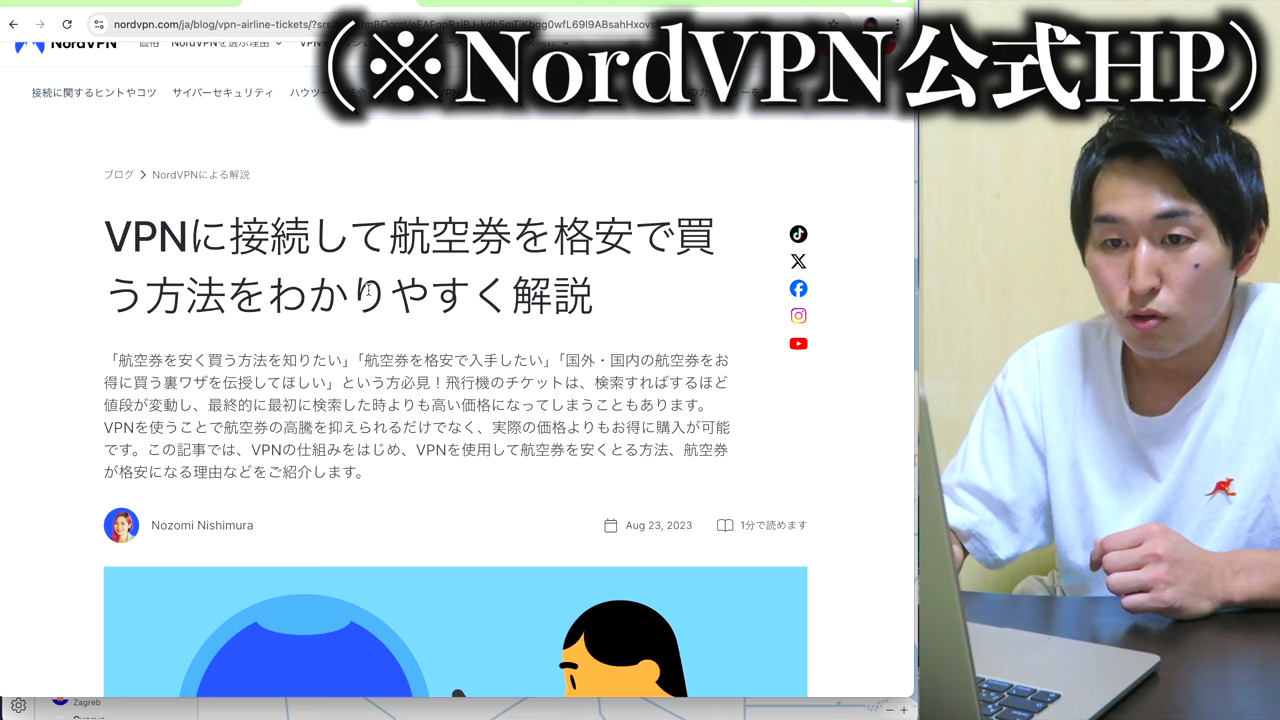 nordvpn.com/ja/blog/vpn-airline-tickets/
(※NordVPN公式HP)
NordVPN
接続に関するヒントやコツ サイバーセキュリティ
ブログ > NordVPNによる解説
VPNに接続して航空券を格安で買
う方法をわかりやすく解説
「航空券を安く買う方法を知りたい」「航空券を格安で入手したい」「国外・国内の航空券をお
得に買う裏ワザを伝授してほしい」という方必見！飛行機のチケットは、検索すればするほど
値段が変動し、最終的に最初に検索した時よりも高い価格になってしまうこともあります。
VPNを使うことで航空券の高騰を抑えられるだけでなく、実際の価格よりもお得に購入が可能
です。この記事では、VPNの仕組みをはじめ、VPNを使用して航空券を安くとる方法、航空券
が格安になる理由などをご紹介します。
Nozomi Nishimura
Aug 23, 2023
1分で読めます
Zagreb